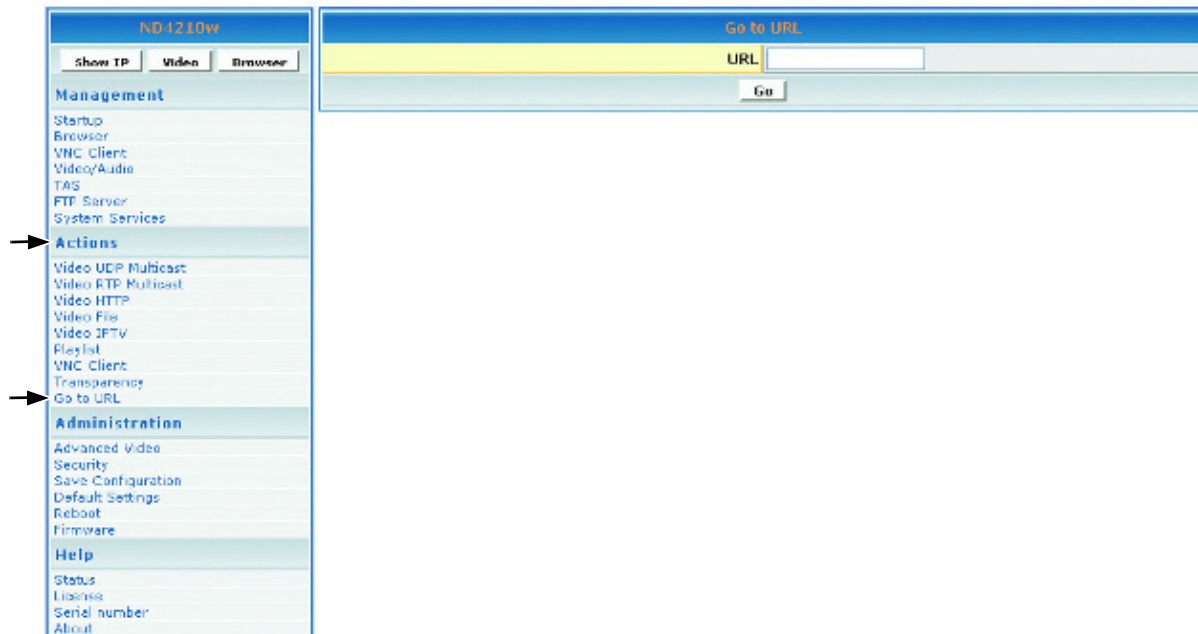 ND4210w
Show IP Video Browser
Management
Startup
Browser
VNC Client
Video/Audio
TAS
FTP Server
System Services
Actions
Video UDP Multicast
Video RTP Multicast
Video HTTP
Video File
Video IPTV
Playlist
VNC Client
Transparency
Go to URL
Administration
Advanced Video
Security
Save Configuration
Default Settings
Reboot
Firmware
Help
Status
License
Serial number
About
Go to URL
URL
Go